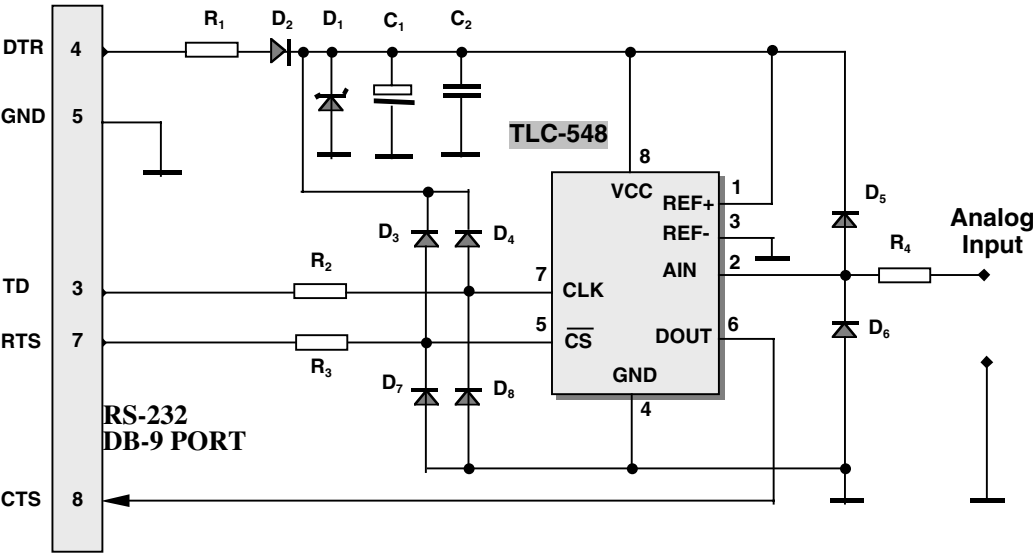 R1 D2 D1 C1 C2
DTR 4
GND 5
TLC-548
8
VCC
1
REF+
3
REF-
2
AIN
D5
Analog
Input
R4
D3 D4
R2
TD 3
7
CLK
RTS 7
5
CS
6
DOUT
D6
R3
GND
4
D7 D8
RS-232
DB-9 PORT
CTS 8